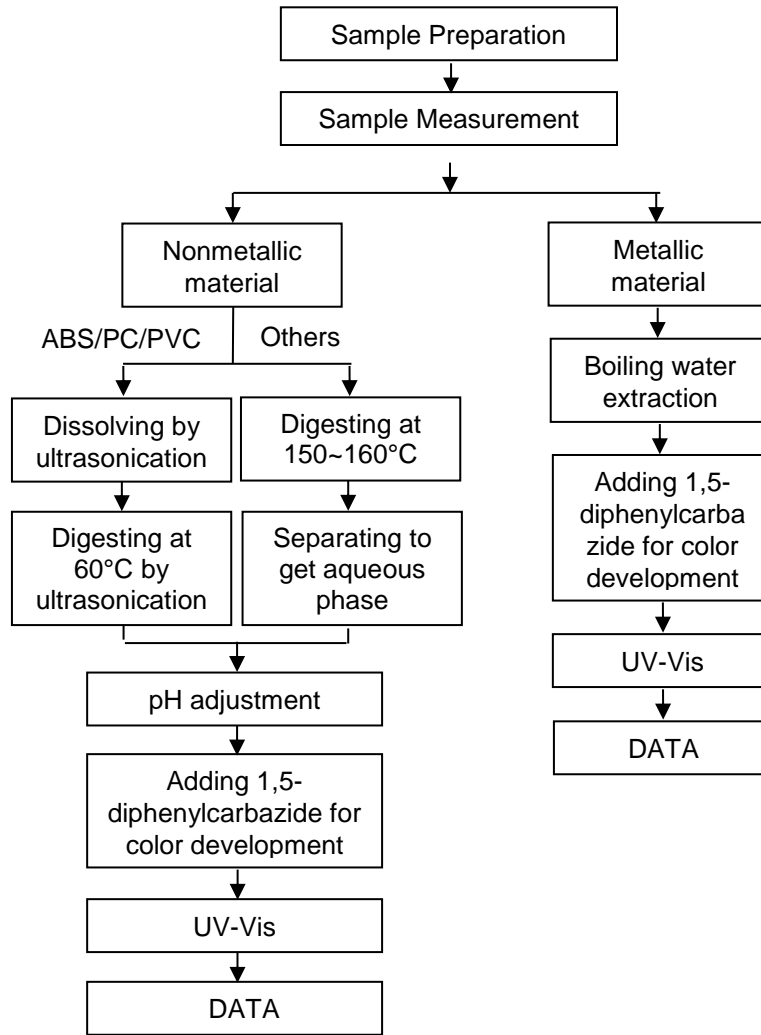 Sample Preparation
Sample Measurement
Nonmetallic
material
ABS/PC/PVC
Others
Dissolving by
ultrasonication
Digesting at
150~160°C
Digesting at
60°C by
ultrasonication
Separating to
get aqueous
phase
pH adjustment
Adding 1,5-
diphenylcarbazide for
color development
UV-Vis
DATA
Metallic
material
Boiling water
extraction
Adding 1,5-
diphenylcarba
zide for color
development
UV-Vis
DATA